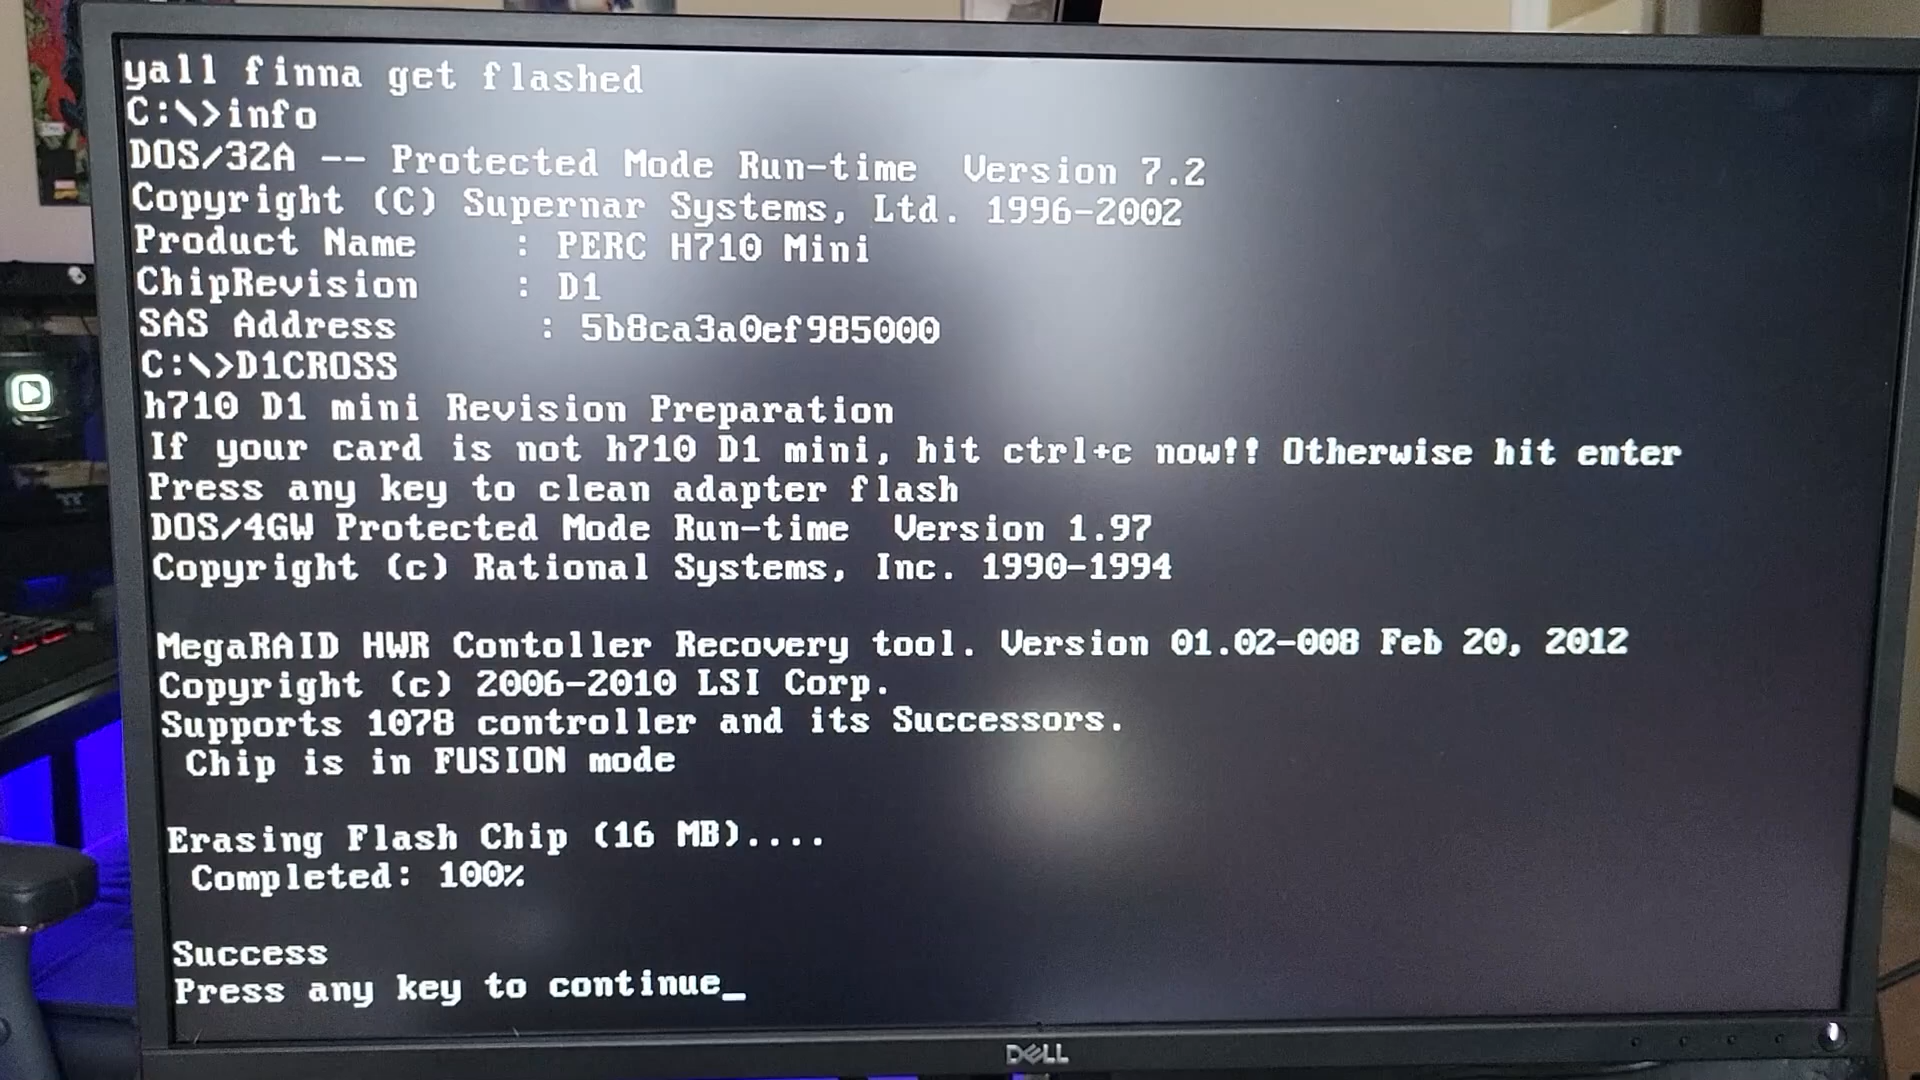 yall finna get flashed
C:\>info
DOS/32A -- Protected Mode Run-time  Version 7.2
Copyright (C) Supernar Systems, Ltd. 1996-2002
Product Name    : PERC H710 Mini
ChipRevision    : D1
SAS Address      : 5b8ca3a0ef985000
C:\>D1CROSS
h710 D1 mini Revision Preparation
If your card is not h710 D1 mini, hit ctrl+c now!! Otherwise hit enter
Press any key to clean adapter flash
DOS/4GW Protected Mode Run-time  Version 1.97
Copyright (c) Rational Systems, Inc. 1990-1994
MegaRAID HWR Contoller Recovery tool. Version 01.02-008 Feb 20, 2012
Copyright (c) 2006-2010 LSI Corp.
Supports 1078 controller and its Successors.
Chip is in FUSION mode
Erasing Flash Chip (16 MB)....
Completed: 100%
Success
Press any key to continue_
DELL